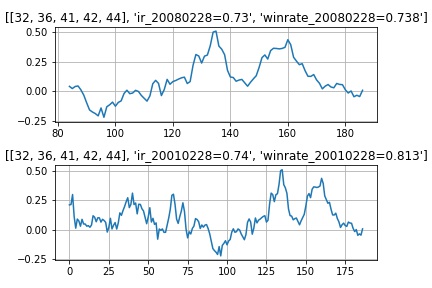 [[32, 36, 41, 42, 44], 'ir_20080228=0.73', 'winrate_20080228=0.738']
0.50
0.25
0.00
−0.25
80 100 120 140 160 180
[[32, 36, 41, 42, 44], 'ir_20010228=0.74', 'winrate_20010228=0.813']
0.50
0.25
0.00
−0.25
0 25 50 75 100 125 150 175